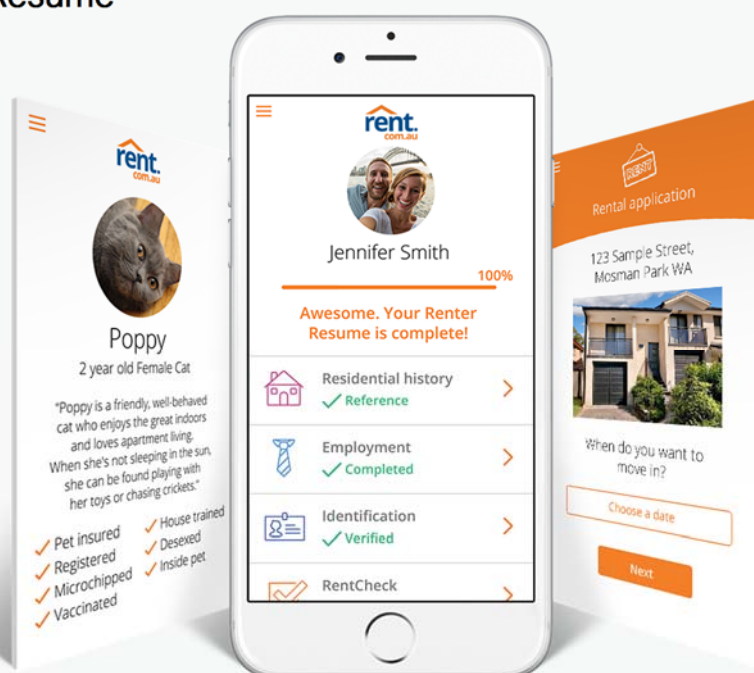 Resume
rent.
com.au
Poppy
2 year old Female Cat
"Poppy is a friendly, well-behaved
cat who enjoys the great indoors
and loves apartment living.
When she's not sleeping in the sun,
she can be found playing with
her toys or chasing crickets."
Pet insured
Registered
Microchipped
Vaccinated
House trained
Desexed
Inside pet
rent.
com.au
Jennifer Smith
100%
Awesome. Your Renter
Resume is complete!
Residential history
Reference
Employment
Completed
Identification
Verified
RentCheck
RENT
Rental application
123 Sample Street,
Mosman Park WA
When do you want to
move in?
Choose a date
Next